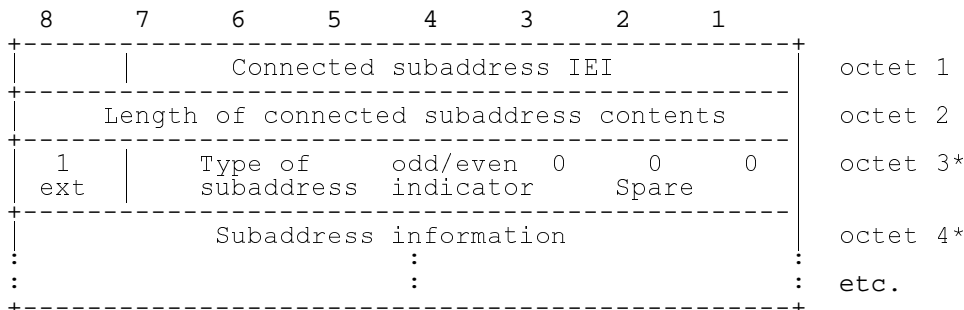 8 7 6 5 4 3 2 1
Connected subaddress IEI octet 1
Length of connected subaddress contents octet 2
1 Type of odd/even 0 0 0 octet 3*
ext subaddress indicator Spare
Subaddress information octet 4*
: : :
: : : etc.